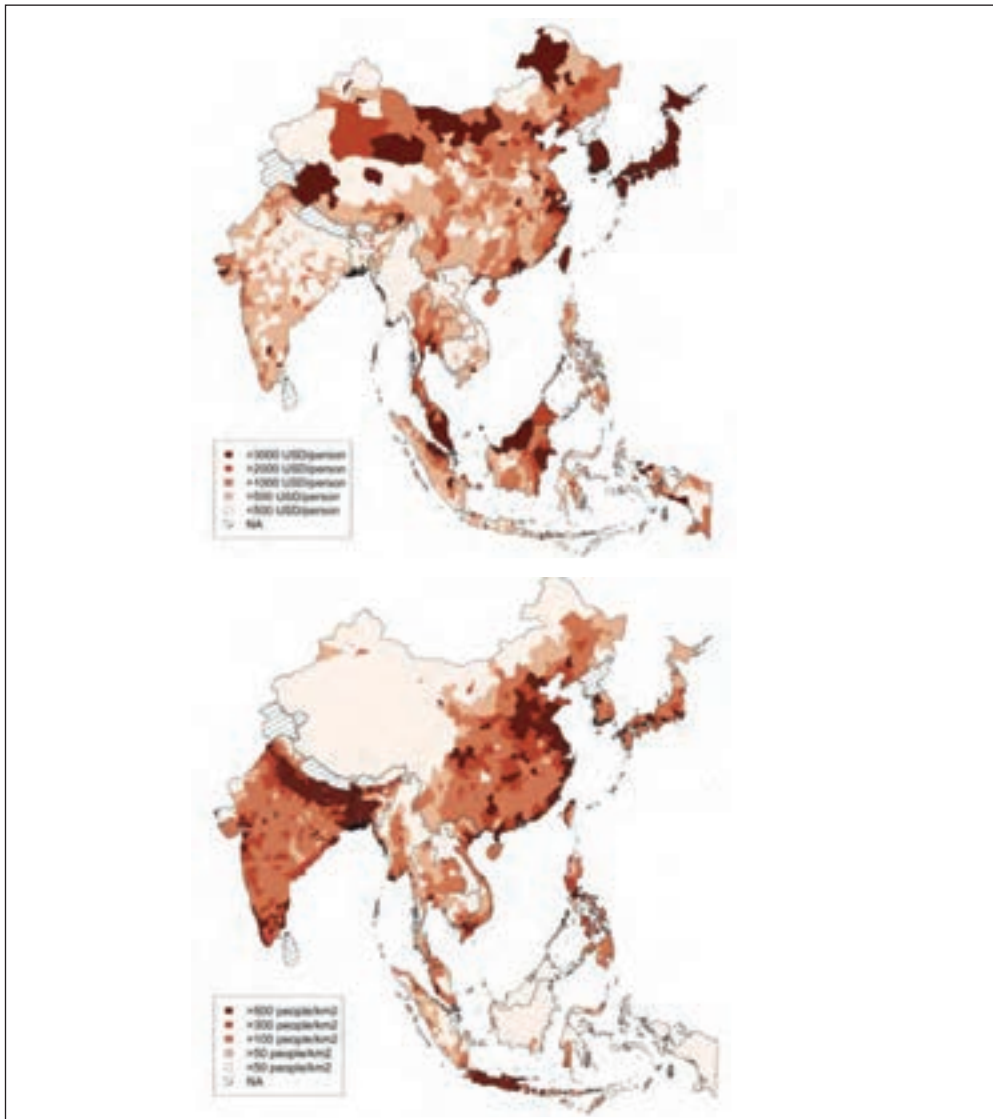 >3000 USD/person
>2000 USD/person
>1000 USD/person
>500 USD/person
<500 USD/person
NA
>500 people/km2
>300 people/km2
>100 people/km2
>50 people/km2
<50 people/km2
NA